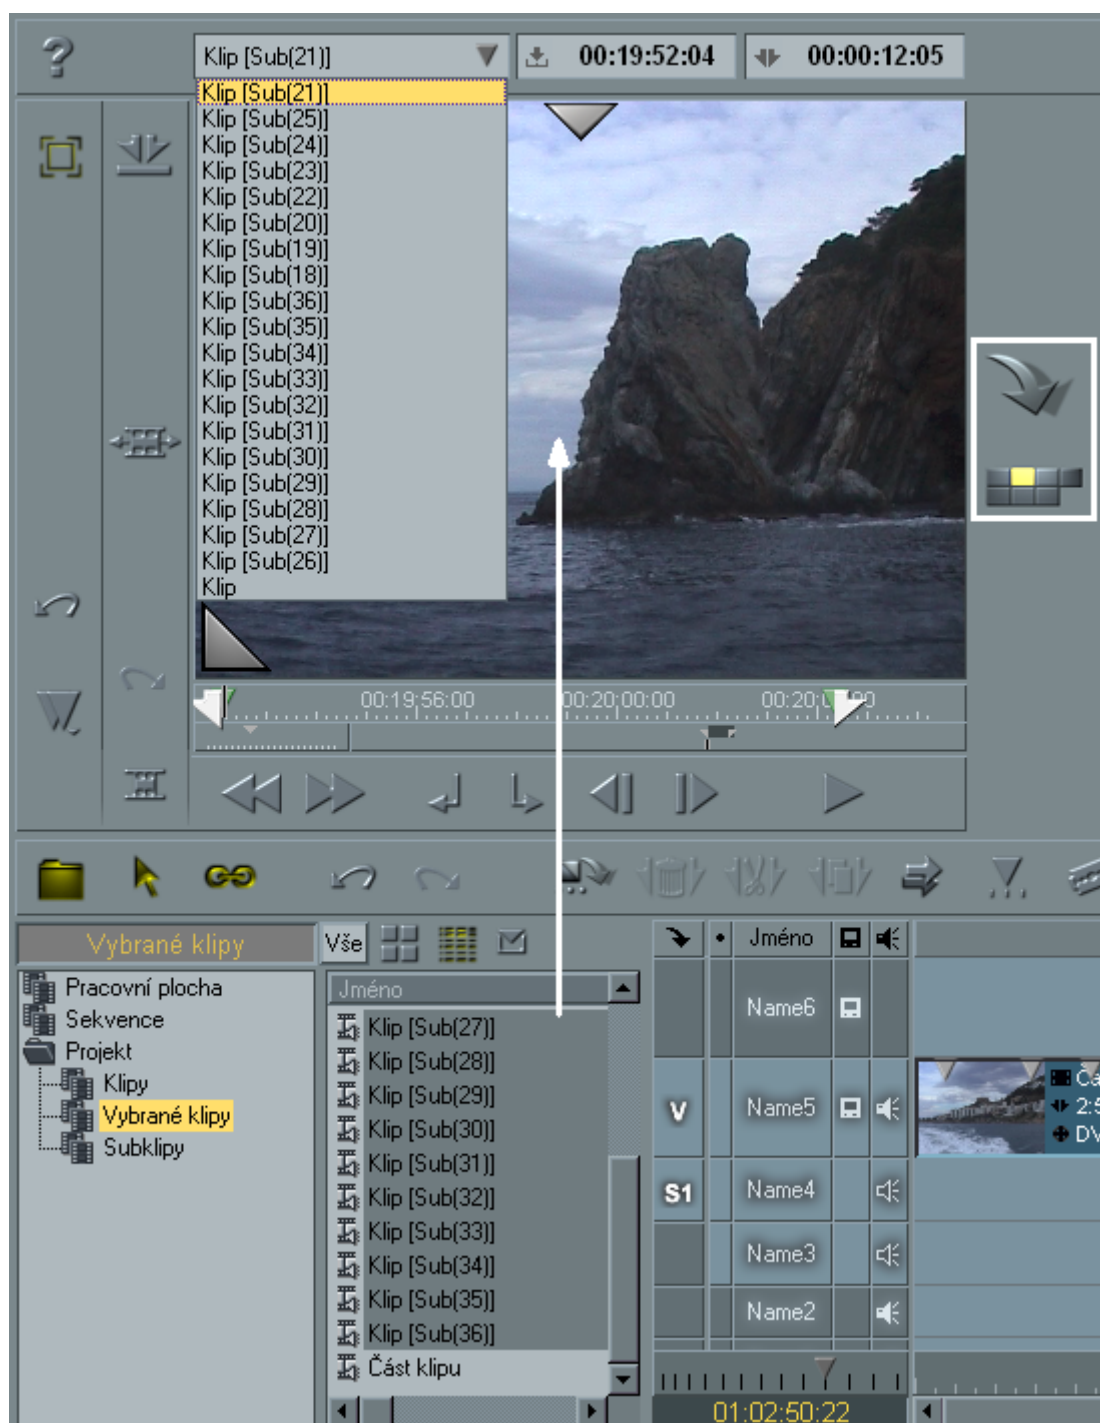 Klip [Sub(21)]
00:19:52:04
00:00:12:05
Klip [Sub(21)]
Klip [Sub(25)]
Klip [Sub(24)]
Klip [Sub(23)]
Klip [Sub(22)]
Klip [Sub(20)]
Klip [Sub(19)]
Klip [Sub(18)]
Klip [Sub(36)]
Klip [Sub(35)]
Klip [Sub(34)]
Klip [Sub(33)]
Klip [Sub(32)]
Klip [Sub(31)]
Klip [Sub(30)]
Klip [Sub(29)]
Klip [Sub(28)]
Klip [Sub(27)]
Klip [Sub(26)]
Klip
00:19:56:00
00:20:00:00
Vybrané klipy
Pracovní plocha
Sekvence
Projekt
Klipy
Vybrané klipy
Subklipy
Vše
Jméno
Klip [Sub(27)]
Klip [Sub(28)]
Klip [Sub(29)]
Klip [Sub(30)]
Klip [Sub(31)]
Klip [Sub(32)]
Klip [Sub(33)]
Klip [Sub(34)]
Klip [Sub(35)]
Klip [Sub(36)]
Část klipu
Jméno
Name6
V
Name5
S1
Name4
Name3
Name2
01:02:50:22
Čá
2:5
DV